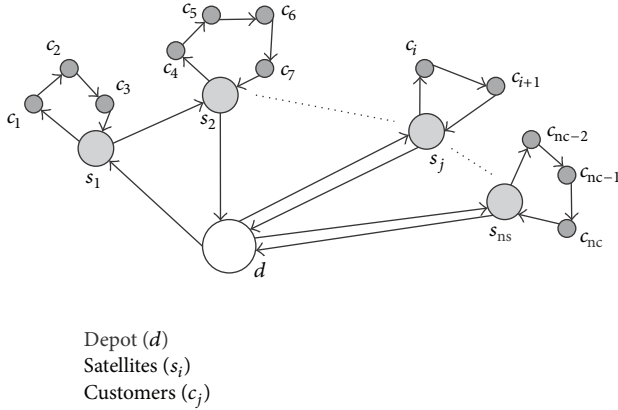 c5
c6
c2
c4
c7
ci
c3
ci+1
c1
s2
cnc-2
s1
sj
cnc-1
sns
cnc
d
Depot (d)
Satellites (si)
Customers (cj)